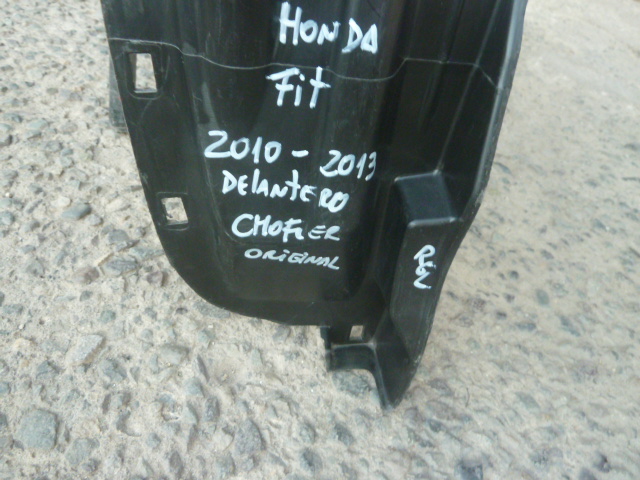 HONDA
Fit
2010 - 2013
DELANTERO
CHOFER
ORIGINAL